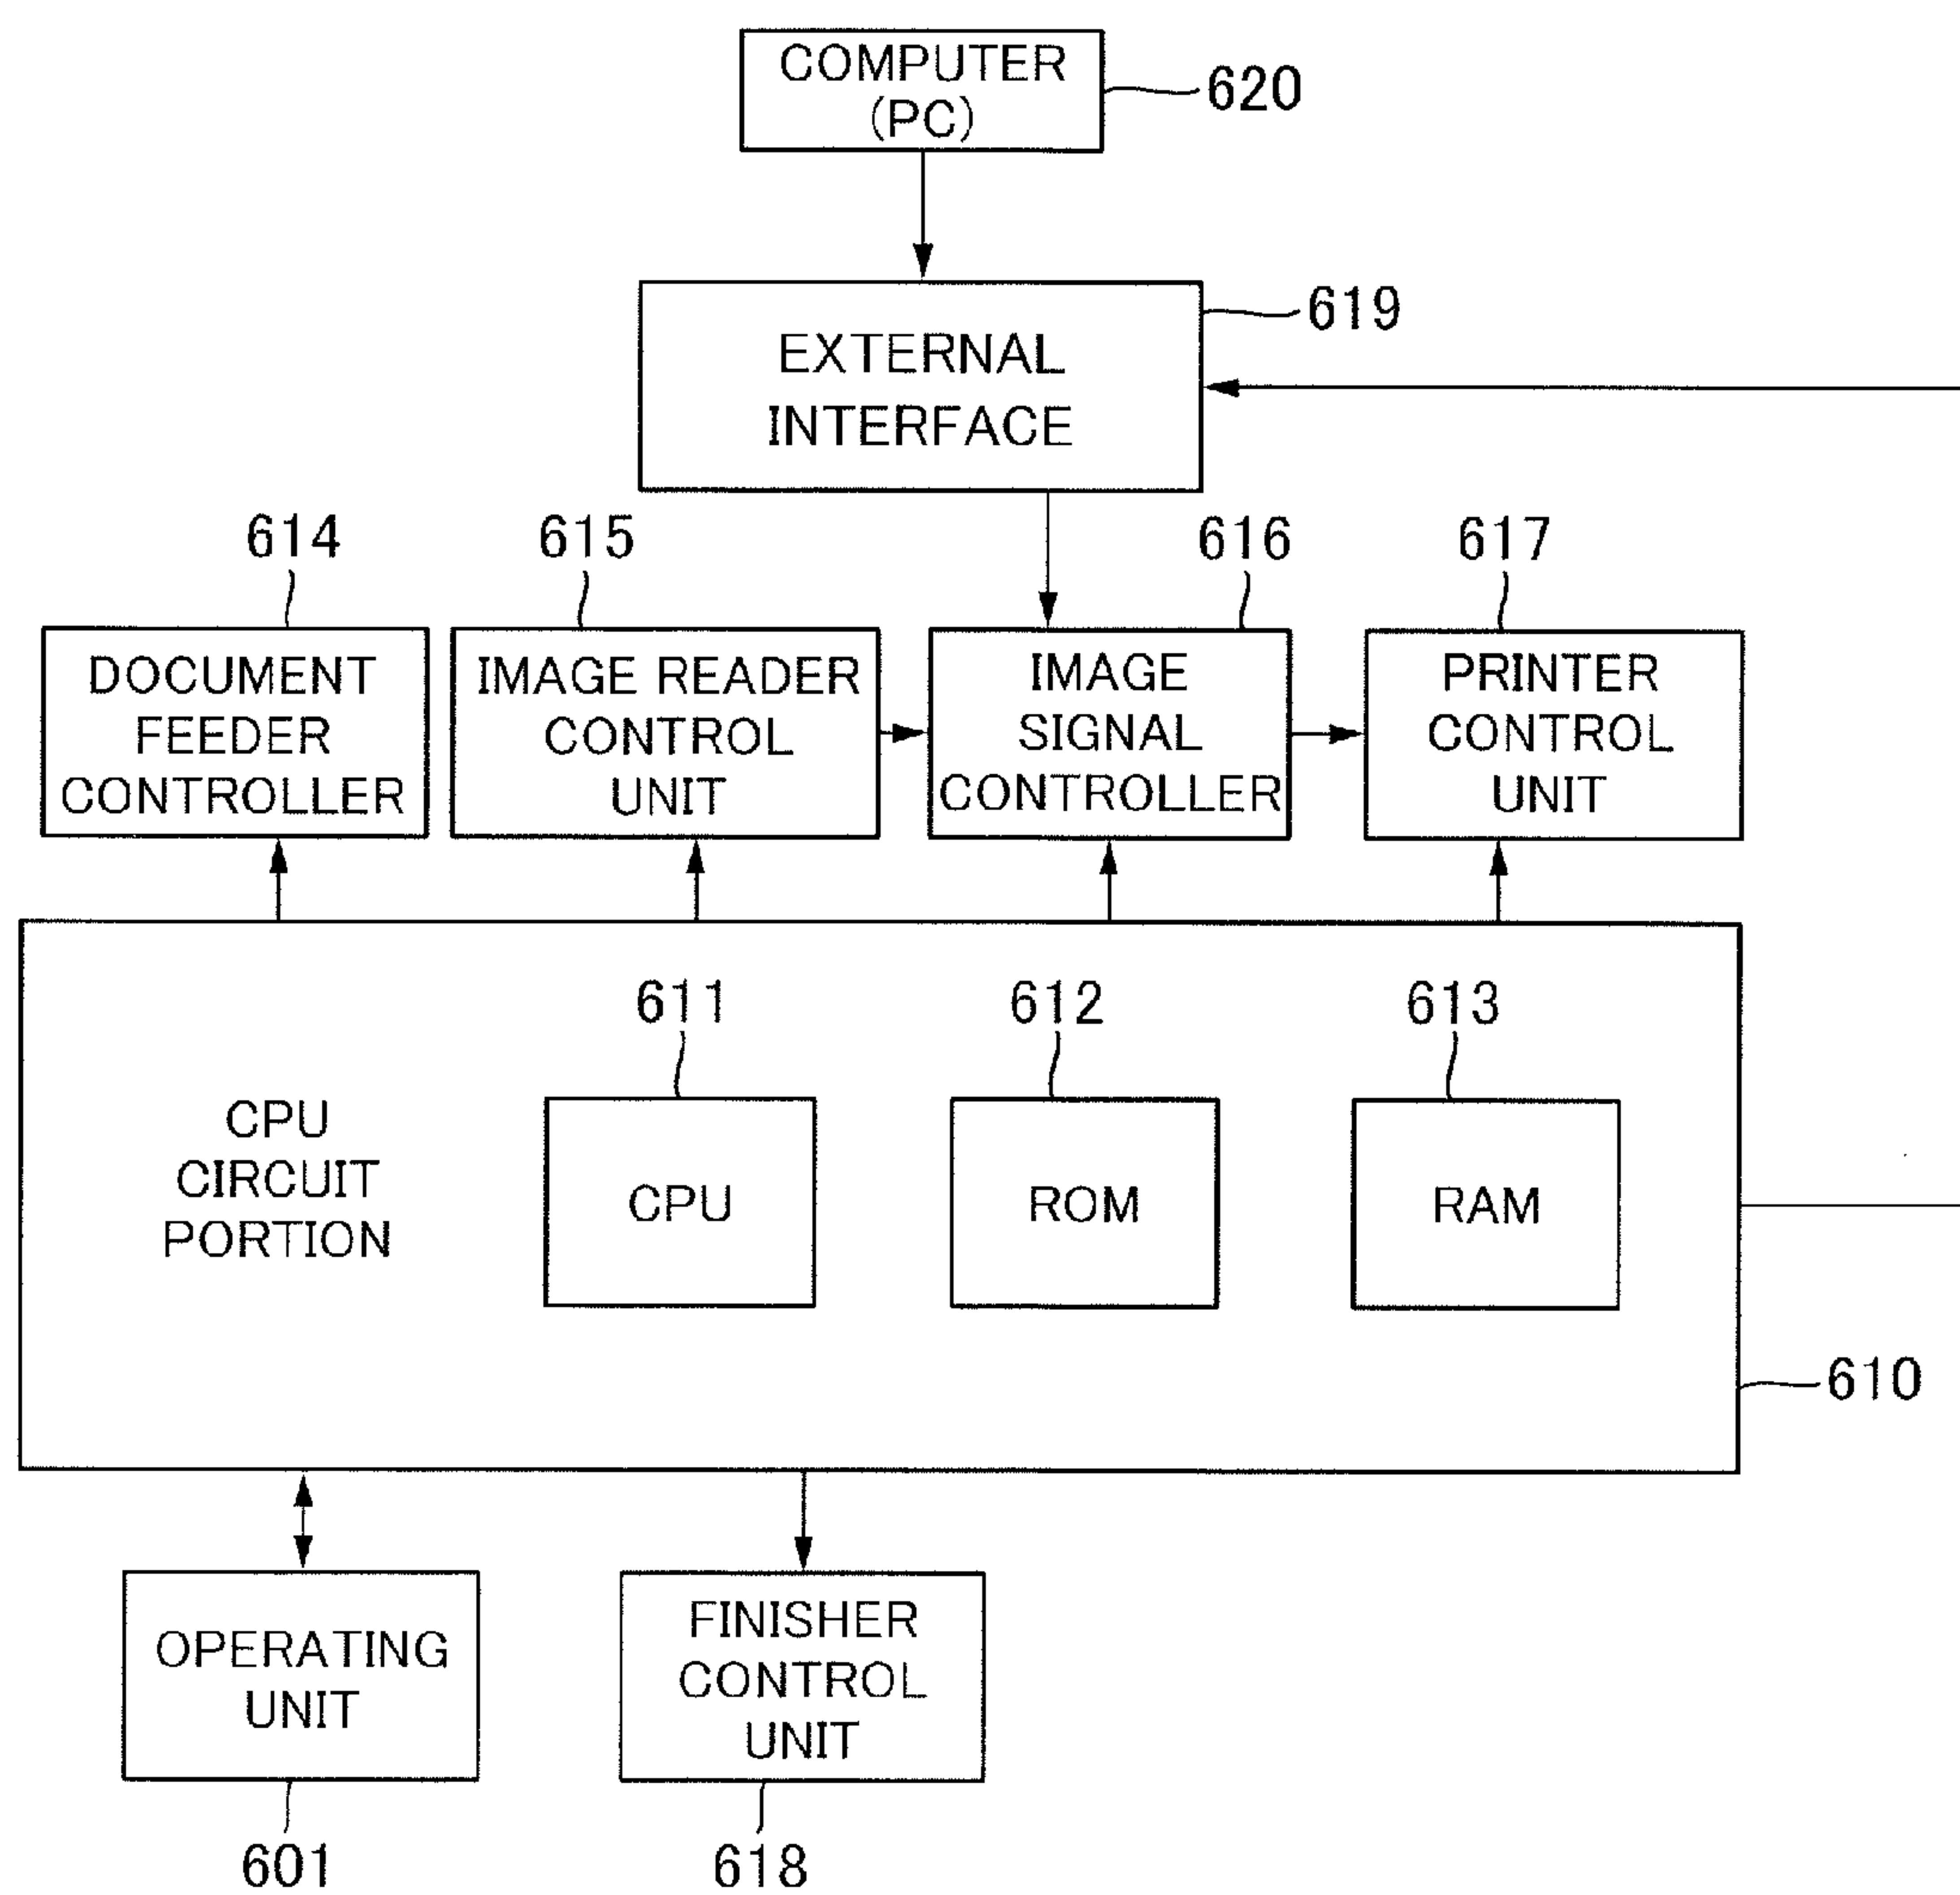 COMPUTER
(PC)
620
EXTERNAL
INTERFACE
619
614
615
616
617
DOCUMENT
FEEDER
CONTROLLER
IMAGE READER
CONTROL
UNIT
IMAGE
SIGNAL
CONTROLLER
PRINTER
CONTROL
UNIT
CPU
CIRCUIT
PORTION
611
CPU
612
ROM
613
RAM
610
OPERATING
UNIT
601
FINISHER
CONTROL
UNIT
618